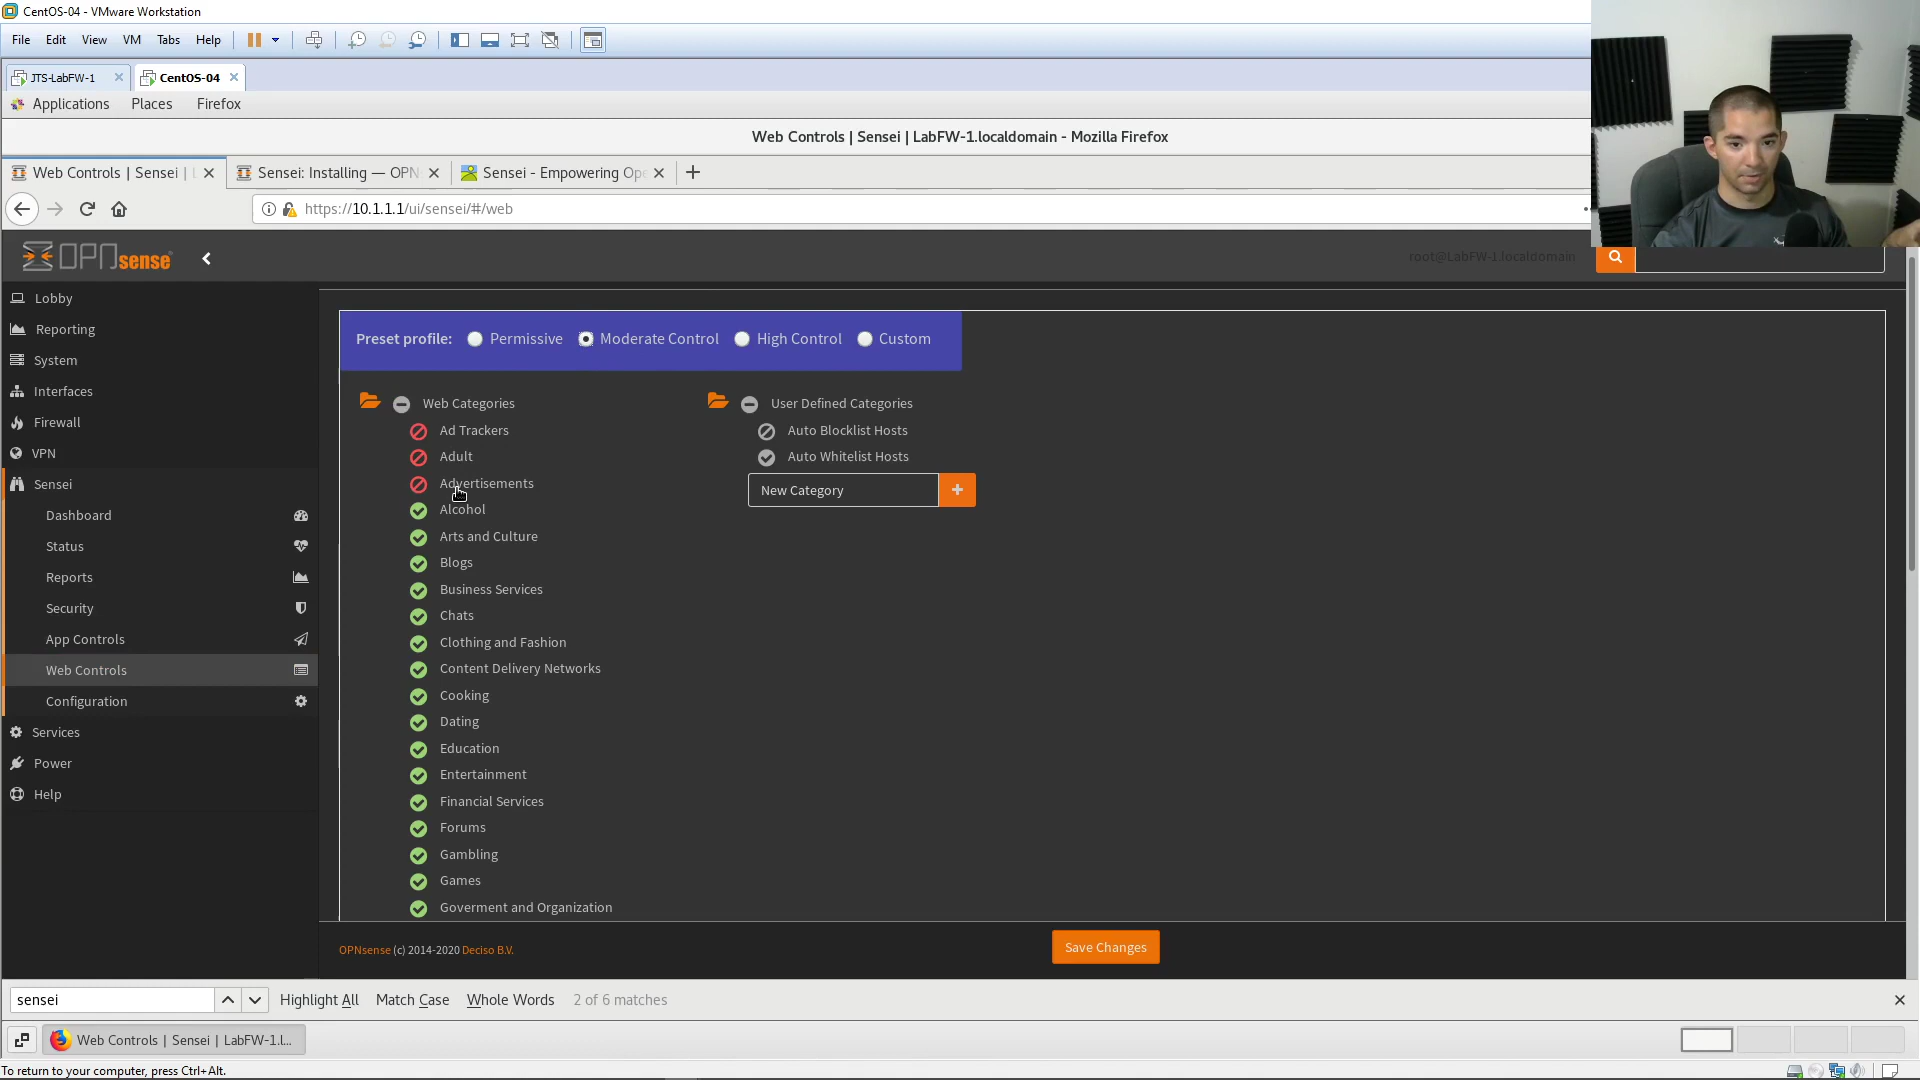 CentOS-04 - VMware Workstation
File Edit View VM Tabs Help
JTS-LabFW-1 CentOS-04
Applications Places Firefox
Web Controls | Sensei | LabFW-1.localdomain - Mozilla Firefox
Web Controls | Sensei | L Sensei: Installing — OPN Sensei - Empowering Ope
https://10.1.1.1/ui/sensei/#/web
OPNsense
root@LabFW-1.localdomain
Lobby
Reporting
System
Interfaces
Firewall
VPN
Sensei
Dashboard
Status
Reports
Security
App Controls
Web Controls
Configuration
Services
Power
Help
Preset profile: Permissive Moderate Control High Control Custom
Web Categories
Ad Trackers
Adult
Advertisements
Alcohol
Arts and Culture
Blogs
Business Services
Chats
Clothing and Fashion
Content Delivery Networks
Cooking
Dating
Education
Entertainment
Financial Services
Forums
Gambling
Games
Goverment and Organization
User Defined Categories
Auto Blocklist Hosts
Auto Whitelist Hosts
New Category +
OPNsense (c) 2014-2020 Deciso B.V.
Save Changes
sensei Highlight All Match Case Whole Words 2 of 6 matches
Web Controls | Sensei | LabFW-1.l...
To return to your computer, press Ctrl+Alt.